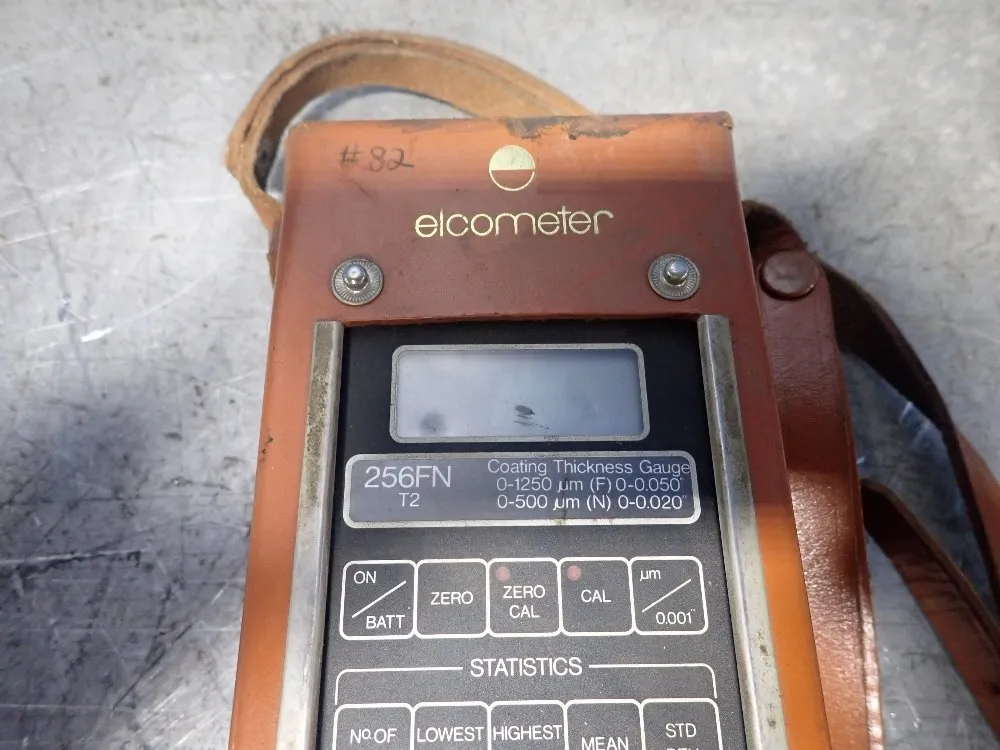 #82
elcometer
256FN
T2
Coating Thickness Gauge
0-1250 µm (F) 0-0.050"
0-500 µm (N) 0-0.020"
ON
BATT
ZERO
ZERO
CAL
CAL
µm
0.001"
STATISTICS
Nº OF
LOWEST
HIGHEST
MEAN
STD